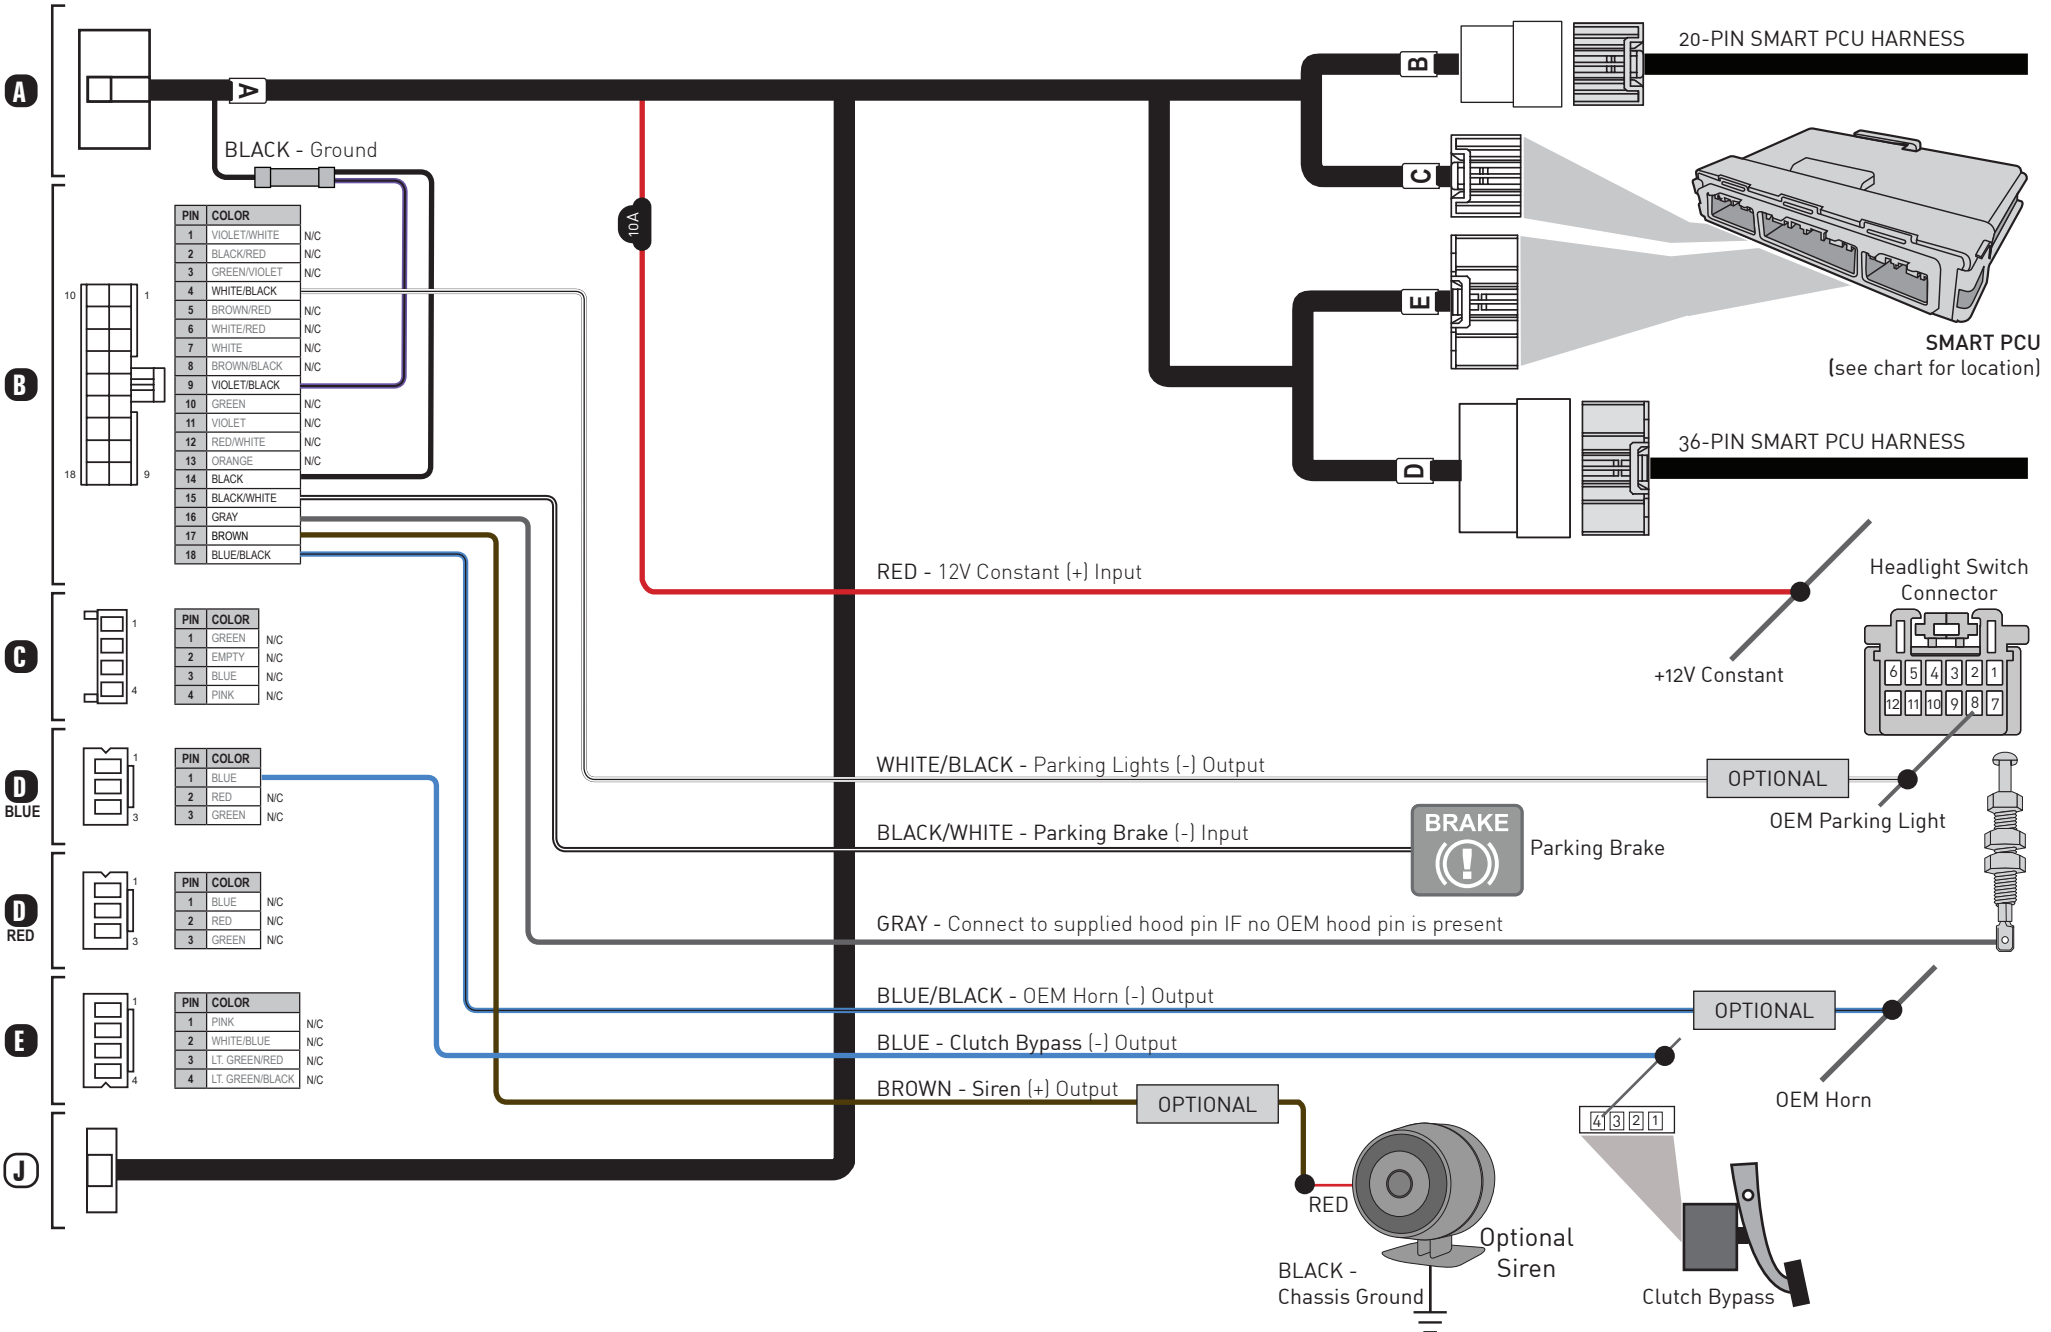 A
A
BLACK - Ground
10A
B
20-PIN SMART PCU HARNESS
C
E
SMART PCU
(see chart for location)
D
36-PIN SMART PCU HARNESS
B
10 1
18 9
PIN COLOR
1 VIOLET/WHITE N/C
2 BLACK/RED N/C
3 GREEN/VIOLET N/C
4 WHITE/BLACK
5 BROWN/RED N/C
6 WHITE/RED N/C
7 WHITE N/C
8 BROWN/BLACK N/C
9 VIOLET/BLACK
10 GREEN N/C
11 VIOLET N/C
12 RED/WHITE N/C
13 ORANGE N/C
14 BLACK
15 BLACK/WHITE
16 GRAY
17 BROWN
18 BLUE/BLACK
RED - 12V Constant (+) Input
+12V Constant
Headlight Switch
Connector
6 5 4 3 2 1
12 11 10 9 8 7
C
1
4
PIN COLOR
1 GREEN N/C
2 EMPTY N/C
3 BLUE N/C
4 PINK N/C
D
BLUE
1
3
PIN COLOR
1 BLUE
2 RED N/C
3 GREEN N/C
WHITE/BLACK - Parking Lights (-) Output
OPTIONAL
OEM Parking Light
BLACK/WHITE - Parking Brake (-) Input
BRAKE
Parking Brake
D
RED
1
3
PIN COLOR
1 BLUE N/C
2 RED N/C
3 GREEN N/C
GRAY - Connect to supplied hood pin IF no OEM hood pin is present
E
1
4
PIN COLOR
1 PINK N/C
2 WHITE/BLUE N/C
3 LT. GREEN/RED N/C
4 LT. GREEN/BLACK N/C
BLUE/BLACK - OEM Horn (-) Output
OPTIONAL
OEM Horn
BLUE - Clutch Bypass (-) Output
4 3 2 1
Clutch Bypass
BROWN - Siren (+) Output
OPTIONAL
RED
Optional
Siren
BLACK -
Chassis Ground
J